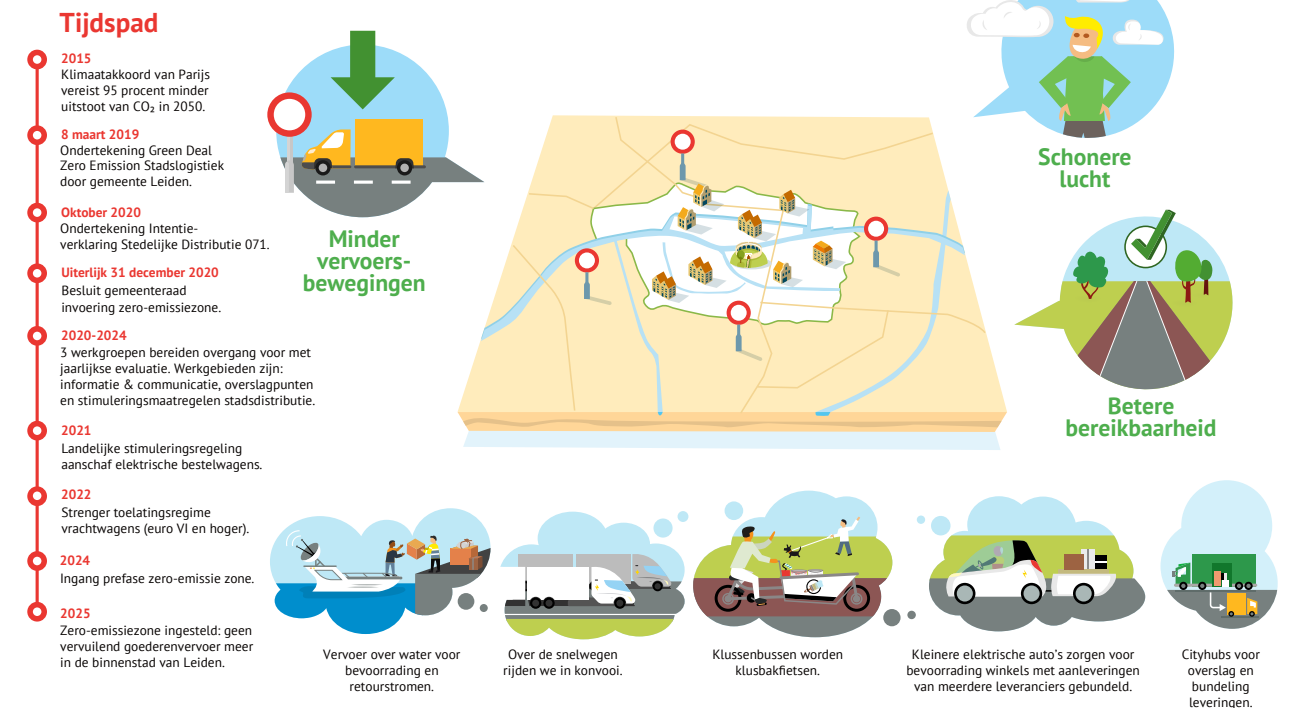 Tijdspad
2015
Klimaatakkoord van Parijs
vereist 95 procent minder
uitstoot van CO₂ in 2050.
8 maart 2019
Ondertekening Green Deal
Zero Emission Stadslogistiek
door gemeente Leiden.
Oktober 2020
Ondertekening Intentie-
verklaring Stedelijke Distributie 071.
Uiterlijk 31 december 2020
Besluit gemeenteraad
invoering zero-emissiezone.
2020-2024
3 werkgroepen bereiden overgang voor met
jaarlijkse evaluatie. Werkgebieden zijn:
informatie & communicatie, overslagpunten
en stimuleringsmaatregelen stadsdistributie.
2021
Landelijke stimuleringsregeling
aanschaf elektrische bestelwagens.
2022
Strenger toelatingsregime
vrachtwagens (euro VI en hoger).
2024
Ingang prefase zero-emissie zone.
2025
Zero-emissiezone ingesteld: geen
vervuilend goederenvervoer meer
in de binnenstad van Leiden.
Minder
vervoers-
bewegingen
Schonere
lucht
Betere
bereikbaarheid
Vervoer over water voor
bevoorrading en
retourstromen.
Over de snelwegen
rijden we in konvooi.
Klussenbussen worden
klusbakfietsen.
Kleinere elektrische auto's zorgen voor
bevoorrading winkels met aanleveringen
van meerdere leveranciers gebundeld.
Cityhubs voor
overslag en
bundeling
leveringen.